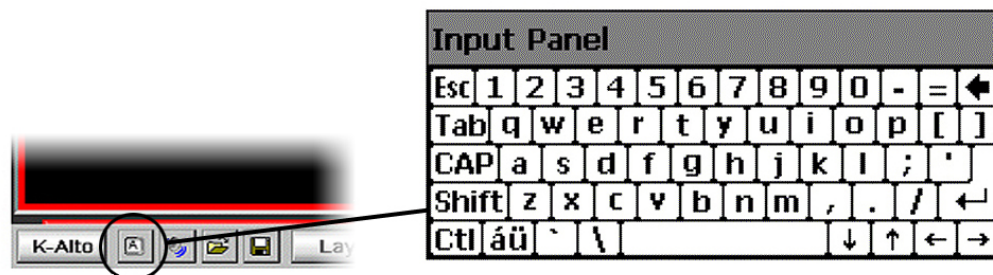 Input Panel
Esc 1 2 3 4 5 6 7 8 9 0 - =
Tab q w e r t y u i o p [ ]
CAP a s d f g h j k l ; '
Shift z x c v b n m , . /
Ctl áü ` \
K-Alto A Lay